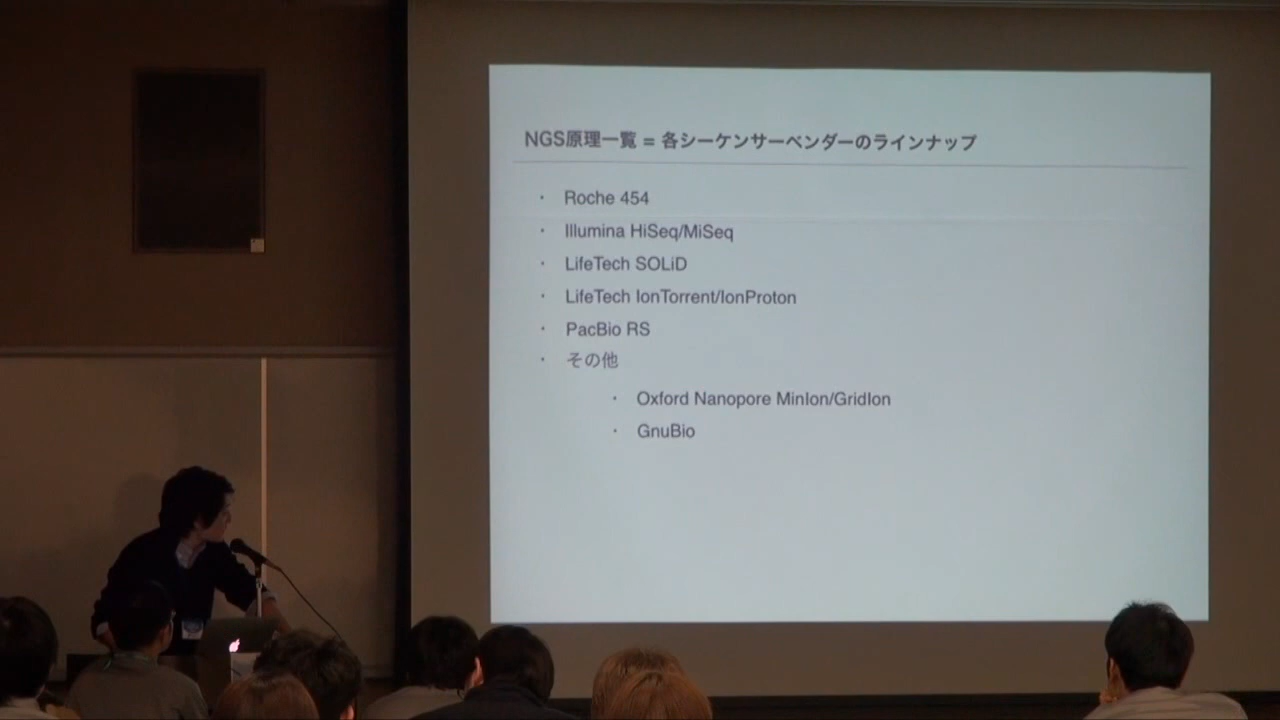 NGS原理一覧 = 各シーケンサーベンダーのラインナップ
・ Roche 454
・ Illumina HiSeq/MiSeq
・ LifeTech SOLiD
・ LifeTech IonTorrent/IonProton
・ PacBio RS
・ その他
・ Oxford Nanopore MinIon/GridIon
・ GnuBio